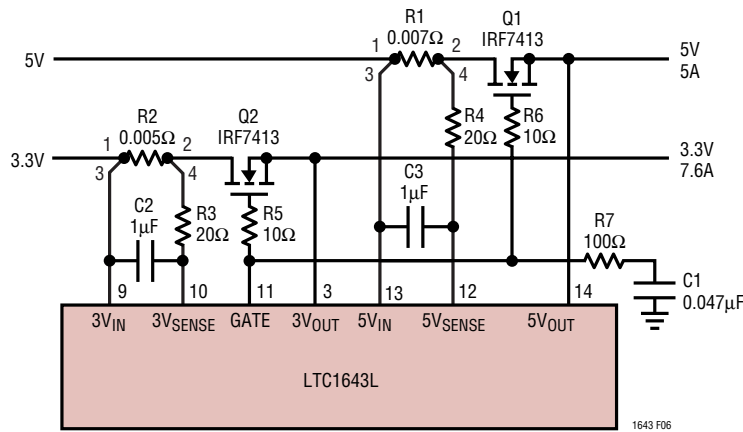 R1
0.007Ω
Q1
IRF7413
5V
1
2
3
4
5V
5A
R2
0.005Ω
Q2
IRF7413
R4
20Ω
R6
10Ω
3.3V
1
2
3
4
3.3V
7.6A
C3
1µF
C2
1µF
R3
20Ω
R5
10Ω
R7
100Ω
C1
0.047µF
9
10
11
3
13
12
14
3VIN
3VSENSE
GATE
3VOUT
5VIN
5VSENSE
5VOUT
LTC1643L
1643 F06